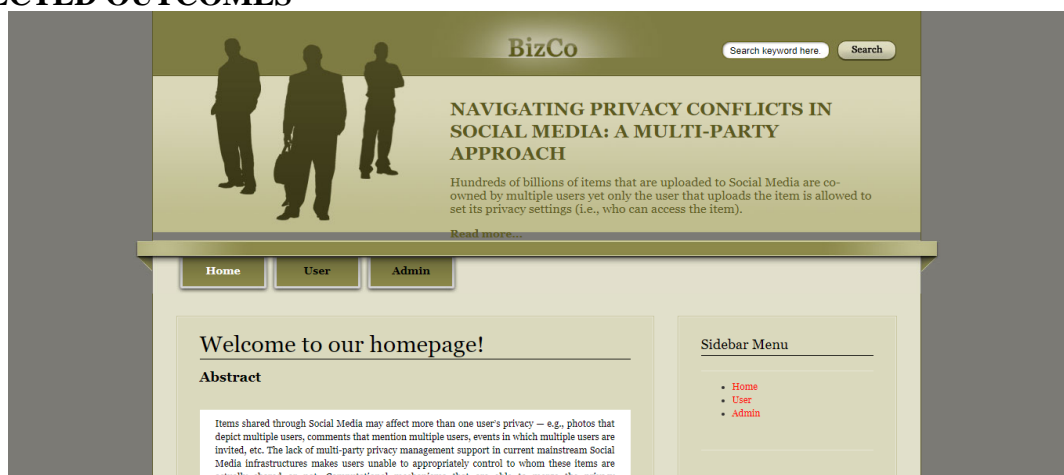 OUTCOMES
BizCo
Search keyword here.
Search
NAVIGATING PRIVACY CONFLICTS IN
SOCIAL MEDIA: A MULTI-PARTY
APPROACH
Hundreds of billions of items that are uploaded to Social Media are co-
owned by multiple users yet only the user that uploads the item is allowed to
set its privacy settings (i.e., who can access the item).
Read more...
Home
User
Admin
Welcome to our homepage!
Abstract
Items shared through Social Media may affect more than one user's privacy — e.g., photos that
depict multiple users, comments that mention multiple users, events in which multiple users are
invited, etc. The lack of multi-party privacy management support in current mainstream Social
Media infrastructures makes users unable to appropriately control to whom these items are
Sidebar Menu
Home
User
Admin